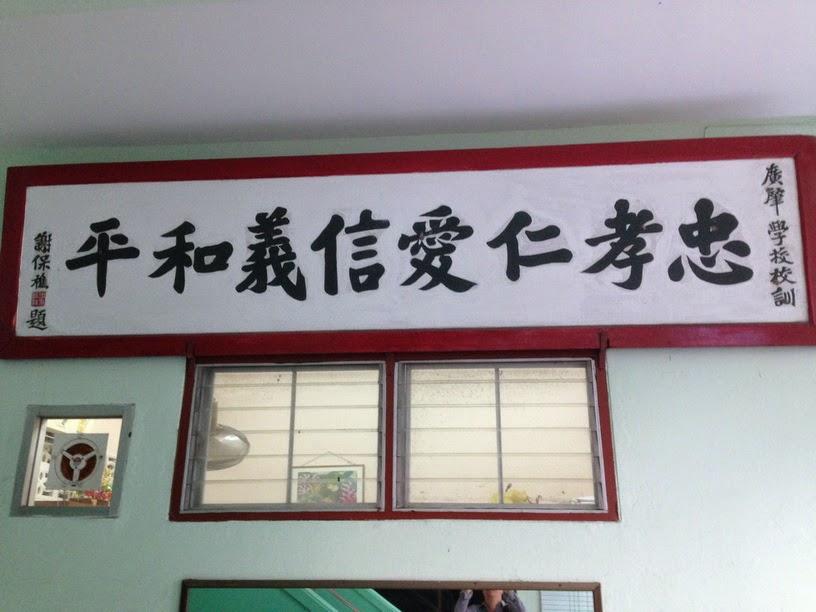 廣肇學校校訓
忠孝仁愛信義和平
謝保樵題